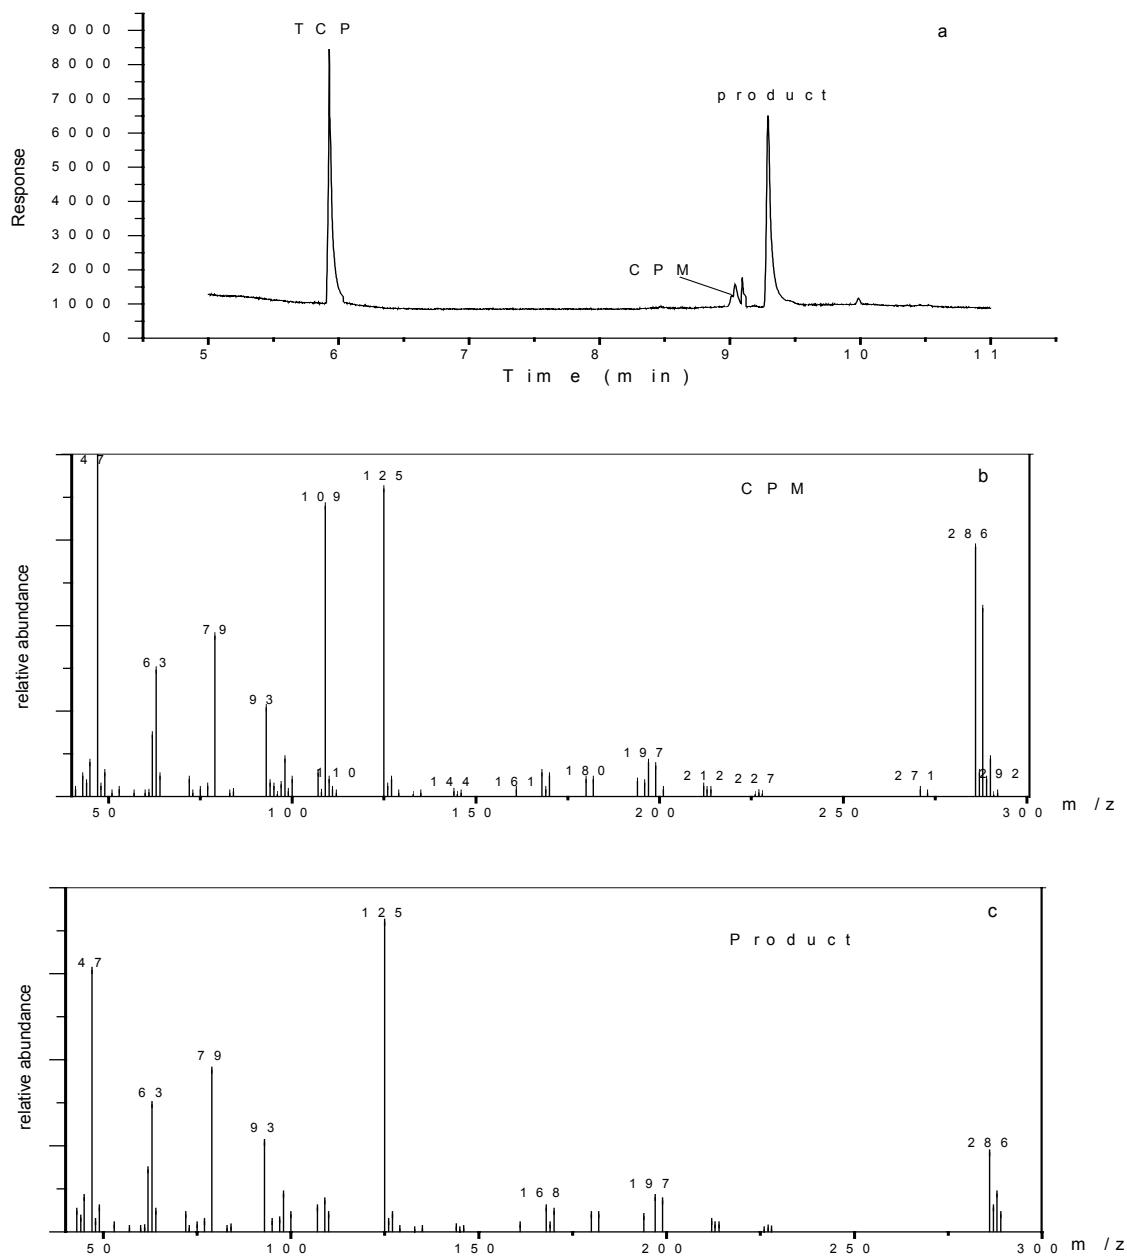 TCP
a
product
CPM
Response
9000
8000
7000
6000
5000
4000
3000
2000
1000
0
5 6 7 8 9 10 11
Time (min)
b
CPM
relative abundance
47 63 79 93 109 110 125 144 161 180 197 212 227 271 286 292
50 100 150 200 250 300
m/z
c
Product
relative abundance
47 63 79 93 125 168 197 286
50 100 150 200 250 300
m/z